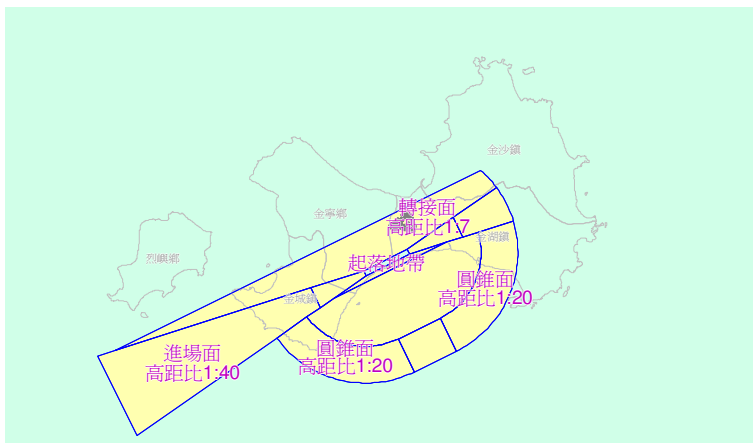 金沙鎮
轉接面
高距比1:7
金寧鄉
金湖鎮
烈嶼鄉
起落地帶
圓錐面
高距比1:20
金城鎮
進場面
高距比1:40
圓錐面
高距比1:20